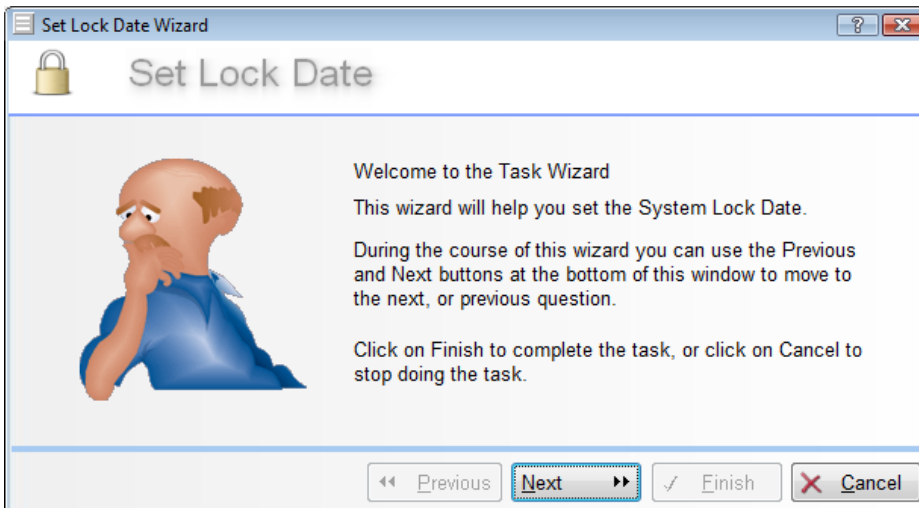 Set Lock Date Wizard
Set Lock Date
Welcome to the Task Wizard
This wizard will help you set the System Lock Date.
During the course of this wizard you can use the Previous
and Next buttons at the bottom of this window to move to
the next, or previous question.
Click on Finish to complete the task, or click on Cancel to
stop doing the task.
Previous Next Finish Cancel